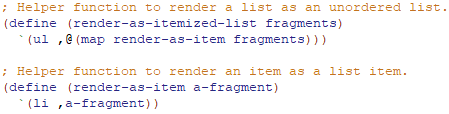 ; Helper function to render a list as an unordered list.
(define (render-as-itemized-list fragments)
  `(ul ,@(map render-as-item fragments)))
; Helper function to render an item as a list item.
(define (render-as-item a-fragment)
  `(li ,a-fragment))